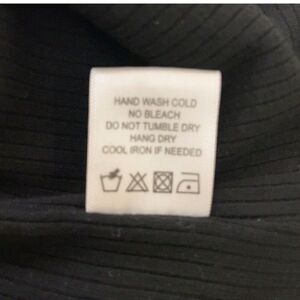 HAND WASH COLD
NO BLEACH
DO NOT TUMBLE DRY
HANG DRY
COOL IRON IF NEEDED